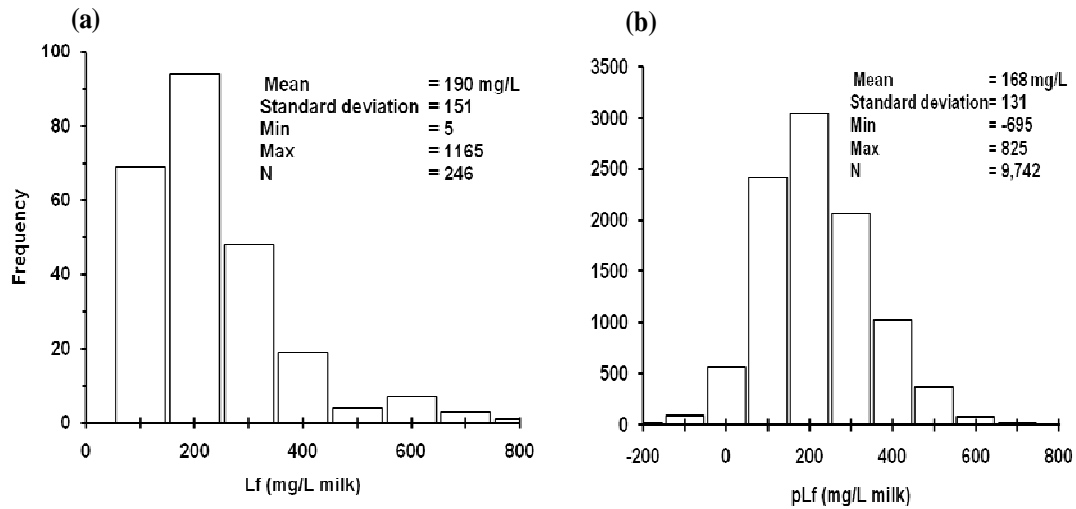 (a)
Mean = 190 mg/L
Standard deviation = 151
Min = 5
Max = 1165
N = 246
Frequency
100
80
60
40
20
0
0 200 400 600 800
Lf (mg/L milk)
(b)
Mean = 168 mg/L
Standard deviation= 131
Min = -695
Max = 825
N = 9,742
3500
3000
2500
2000
1500
1000
500
0
-200 0 200 400 600 800
pLf (mg/L milk)